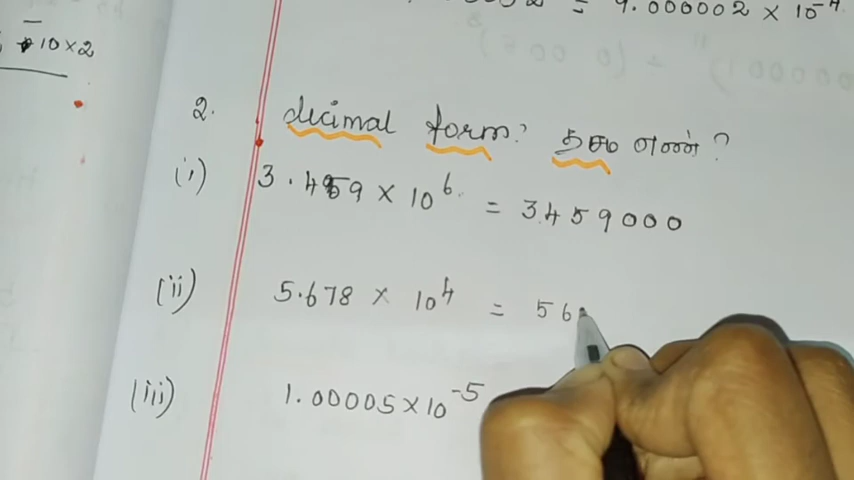 = 9.000002 × 10⁻⁴
10×2
2. decimal form? தசம எண்?
(i) 3.459 × 10⁶ = 3459000
(ii) 5.678 × 10⁴ = 56
(iii) 1.00005×10⁻⁵